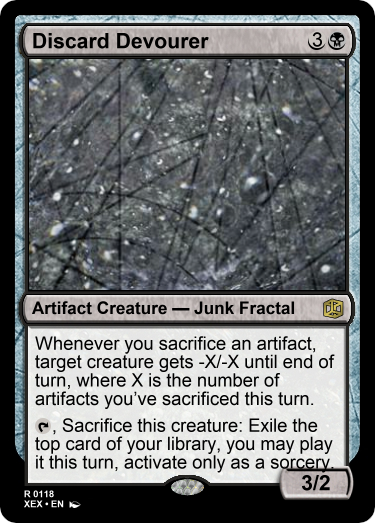 Discard Devourer 3
Artifact Creature — Junk Fractal
Whenever you sacrifice an artifact,
target creature gets -X/-X until end of
turn, where X is the number of
artifacts you've sacrificed this turn.
, Sacrifice this creature: Exile the
top card of your library, you may play
it this turn, activate only as a sorcery.
3/2
R 0118
XEX • EN